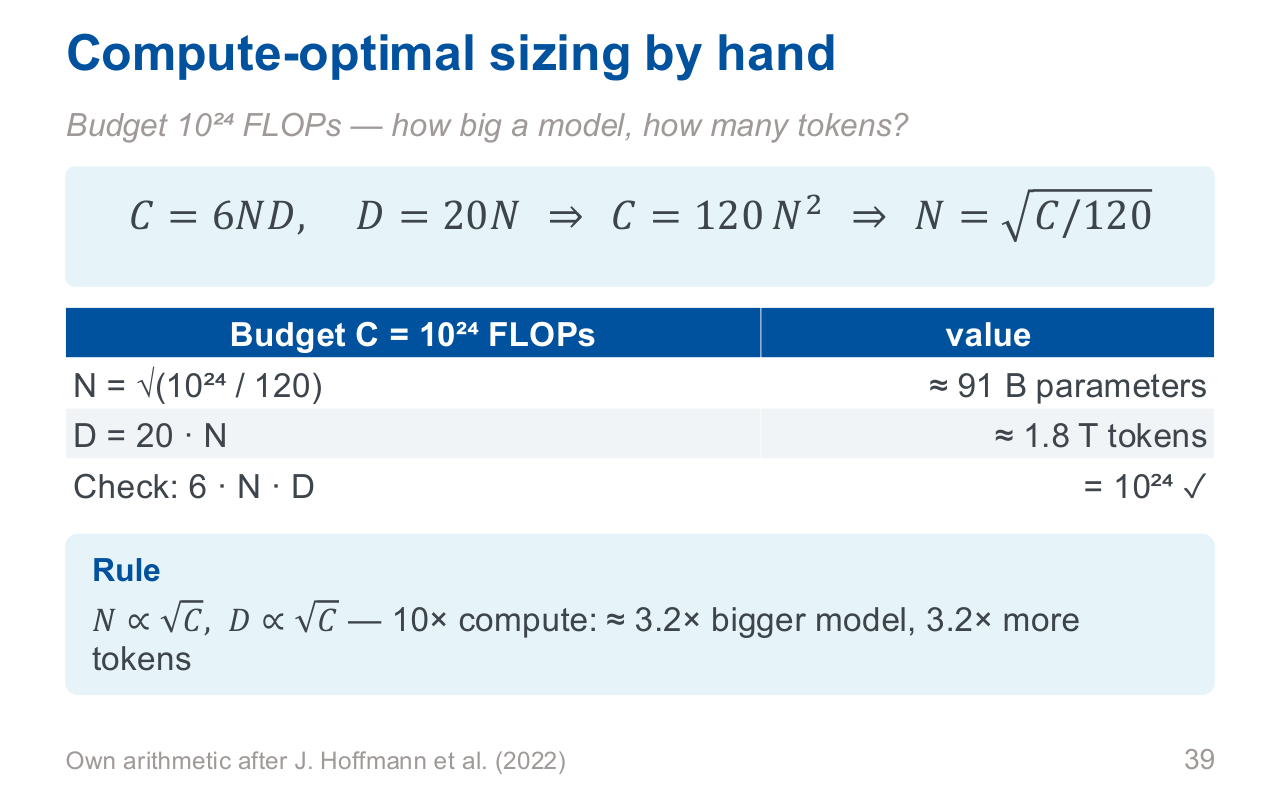 Compute-optimal sizing by hand
Budget 10²⁴ FLOPs — how big a model, how many tokens?
C = 6ND, D = 20N ⇒ C = 120 N² ⇒ N = √C/120
Budget C = 10²⁴ FLOPs value
N = √(10²⁴ / 120) ≈ 91 B parameters
D = 20 · N ≈ 1.8 T tokens
Check: 6 · N · D = 10²⁴ ✓
Rule
N ∝ √C, D ∝ √C — 10× compute: ≈ 3.2× bigger model, 3.2× more
tokens
Own arithmetic after J. Hoffmann et al. (2022) 39